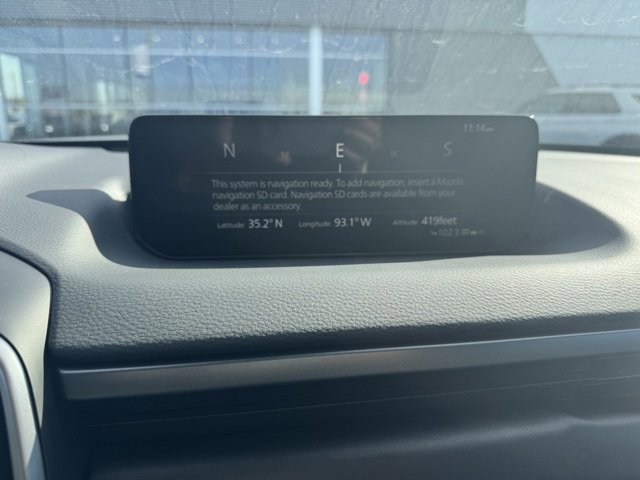 11:14am
N E S
This system is navigation ready. To add navigation, insert a Mazda
navigation SD card. Navigation SD cards are available from your
dealer as an accessory.
Latitude: 35.2° N Longitude: 93.1° W Altitude: 419feet
102.3